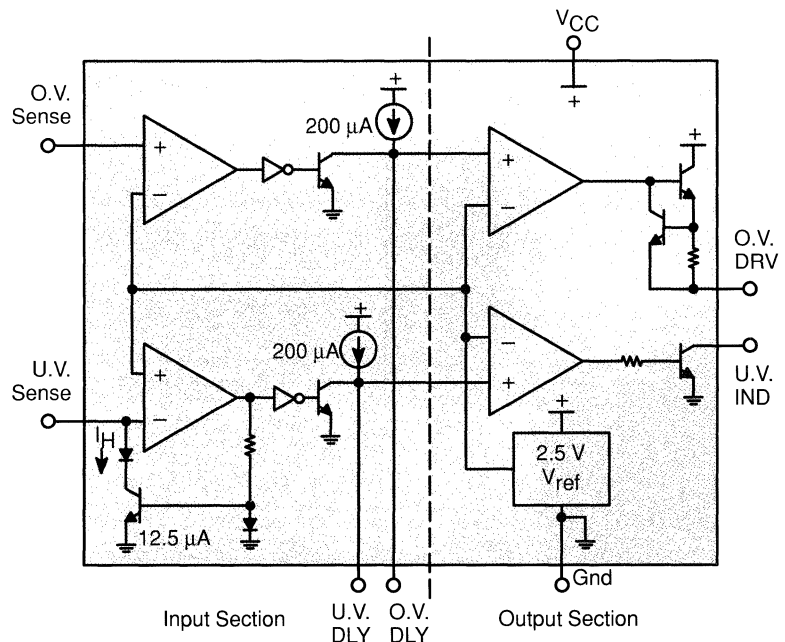 VCC
O.V.
Sense
200 μA
+
+
+
+
−
+
−
O.V.
DRV
+
200 μA
U.V.
Sense
+
−
IH
12.5 μA
−
+
U.V.
IND
+
2.5 V
Vref
Gnd
Input Section
U.V.
DLY
O.V.
DLY
Output Section